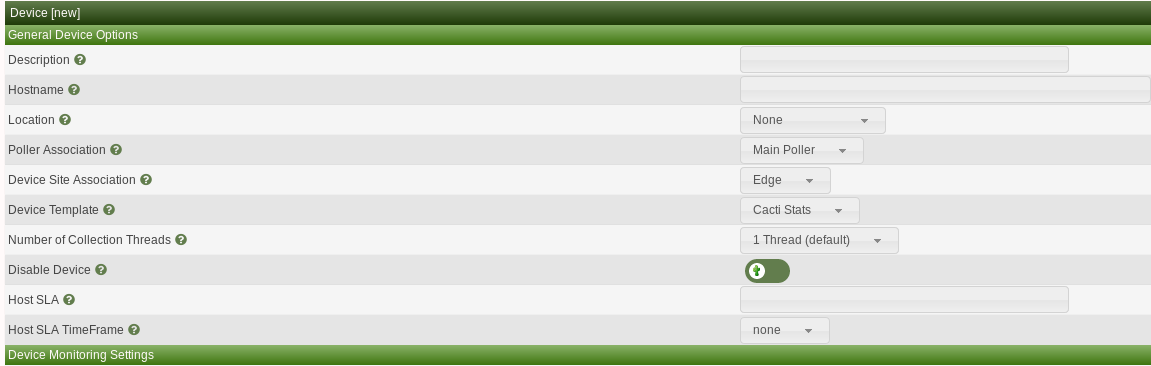 Device [new]
General Device Options
Description
Hostname
Location None
Poller Association Main Poller
Device Site Association Edge
Device Template Cacti Stats
Number of Collection Threads 1 Thread (default)
Disable Device
Host SLA
Host SLA TimeFrame none
Device Monitoring Settings